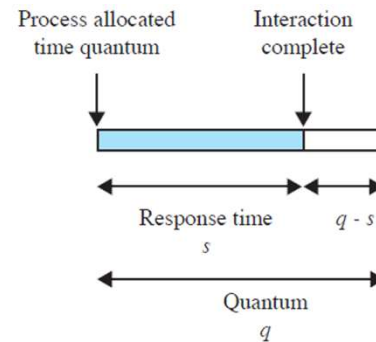 Process allocated
time quantum
Interaction
complete
Response time
s
q - s
Quantum
q